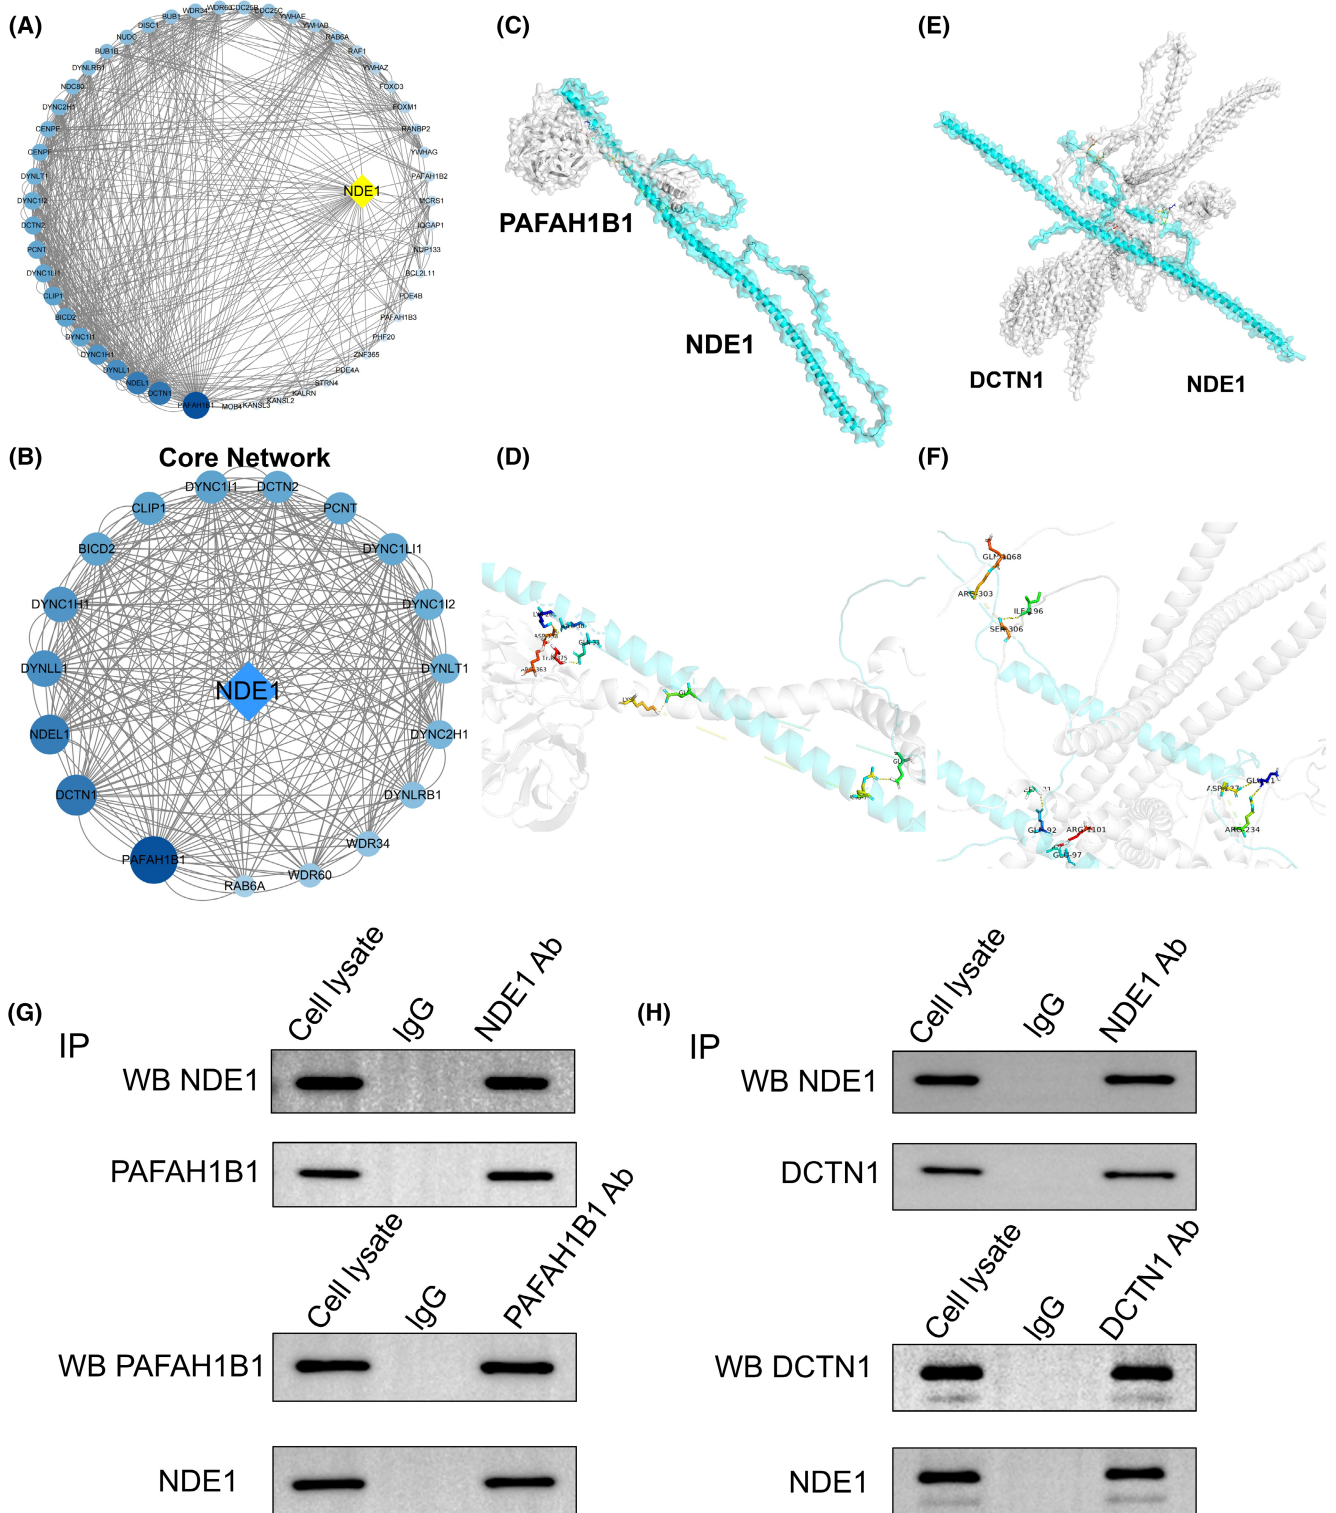 (A)
WDR34
WDR60
CDC25B
CDC25C
YWHAE
YWHAB
RAB6A
RAF1
YWHAZ
FOXO3
FOXM1
RANBP2
YWHAG
PAFAH1B2
MCRS1
IQGAP1
NUP133
BCL2L11
PDE4B
PAFAH1B3
PHF20
ZNF365
PDE4A
STRN4
KALRN
KANSL2
KANSL3
MOB4
PAFAH1B1
DCTN1
NDEL1
DYNLL1
DYNC1H1
DYNC1I1
BICD2
CLIP1
DYNC1LI1
PCNT
DCTN2
DYNC1I2
DYNLT1
CENPF
CENPE
DYNC2H1
NDC80
DYNLRB1
BUB1B
NUDC
DISC1
BUB1
NDE1
(B)
Core Network
DYNC1I1
DCTN2
PCNT
DYNC1LI1
DYNC1I2
DYNLT1
DYNC2H1
DYNLRB1
WDR34
WDR60
RAB6A
PAFAH1B1
DCTN1
NDEL1
DYNLL1
DYNC1H1
BICD2
CLIP1
NDE1
(C)
PAFAH1B1
NDE1
(D)
(E)
DCTN1
NDE1
(F)
ARG-303
ILE-196
SER-306
GLU-97
ARG-234
(G)
IP
Cell lysate
IgG
NDE1 Ab
WB NDE1
PAFAH1B1
Cell lysate
IgG
PAFAH1B1 Ab
WB PAFAH1B1
NDE1
(H)
IP
Cell lysate
IgG
NDE1 Ab
WB NDE1
DCTN1
Cell lysate
IgG
DCTN1 Ab
WB DCTN1
NDE1